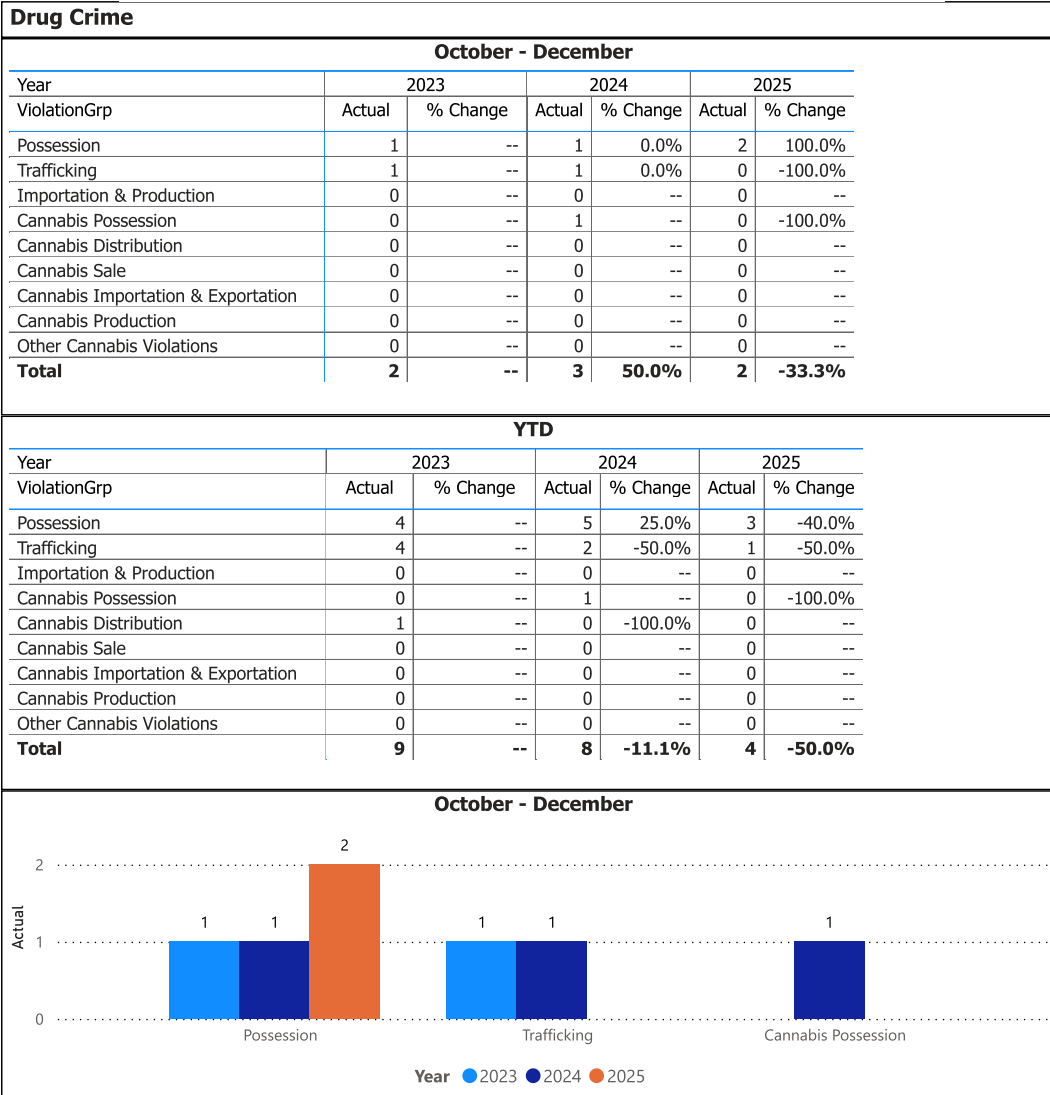 Drug Crime
October - December
Year 2023 2024 2025
ViolationGrp Actual % Change Actual % Change Actual % Change
Possession 1 -- 1 0.0% 2 100.0%
Trafficking 1 -- 1 0.0% 0 -100.0%
Importation & Production 0 -- 0 -- 0 --
Cannabis Possession 0 -- 1 -- 0 -100.0%
Cannabis Distribution 0 -- 0 -- 0 --
Cannabis Sale 0 -- 0 -- 0 --
Cannabis Importation & Exportation 0 -- 0 -- 0 --
Cannabis Production 0 -- 0 -- 0 --
Other Cannabis Violations 0 -- 0 -- 0 --
Total 2 -- 3 50.0% 2 -33.3%
YTD
Year 2023 2024 2025
ViolationGrp Actual % Change Actual % Change Actual % Change
Possession 4 -- 5 25.0% 3 -40.0%
Trafficking 4 -- 2 -50.0% 1 -50.0%
Importation & Production 0 -- 0 -- 0 --
Cannabis Possession 0 -- 1 -- 0 -100.0%
Cannabis Distribution 1 -- 0 -100.0% 0 --
Cannabis Sale 0 -- 0 -- 0 --
Cannabis Importation & Exportation 0 -- 0 -- 0 --
Cannabis Production 0 -- 0 -- 0 --
Other Cannabis Violations 0 -- 0 -- 0 --
Total 9 -- 8 -11.1% 4 -50.0%
October - December
Actual
2
1
0
1 1 2
1 1
1
Possession Trafficking Cannabis Possession
Year 2023 2024 2025